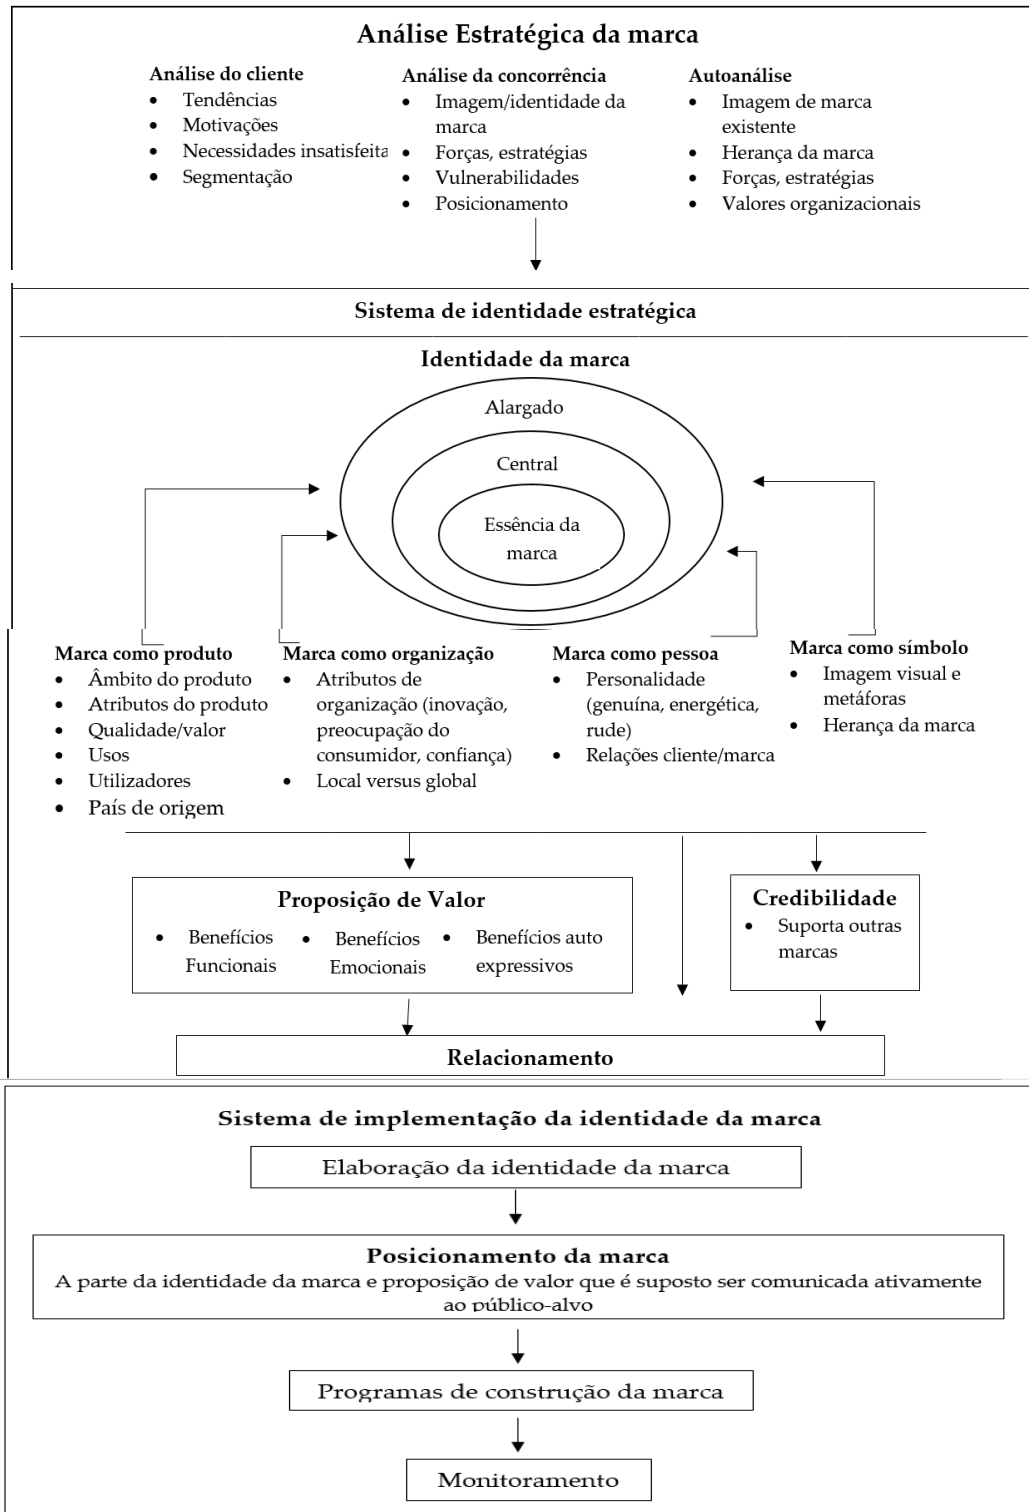 Análise Estratégica da marca
Análise do cliente
• Tendências
• Motivações
• Necessidades insatisfeita
• Segmentação
Análise da concorrência
• Imagem/identidade da
marca
• Forças, estratégias
• Vulnerabilidades
• Posicionamento
Autoanálise
• Imagem de marca
existente
• Herança da marca
• Forças, estratégias
• Valores organizacionais
Sistema de identidade estratégica
Identidade da marca
Alargado
Central
Essência da
marca
Marca como produto
• Âmbito do produto
• Atributos do produto
• Qualidade/valor
• Usos
• Utilizadores
• País de origem
Marca como organização
• Atributos de
organização (inovação,
preocupação do
consumidor, confiança)
• Local versus global
Marca como pessoa
• Personalidade
(genuína, energética,
rude)
• Relações cliente/marca
Marca como símbolo
• Imagem visual e
metáforas
• Herança da marca
Proposição de Valor
• Benefícios
Funcionais
• Benefícios
Emocionais
• Benefícios auto
expressivos
Credibilidade
• Suporta outras
marcas
Relacionamento
Sistema de implementação da identidade da marca
Elaboração da identidade da marca
Posicionamento da marca
A parte da identidade da marca e proposição de valor que é suposto ser comunicada ativamente
ao público-alvo
Programas de construção da marca
Monitoramento